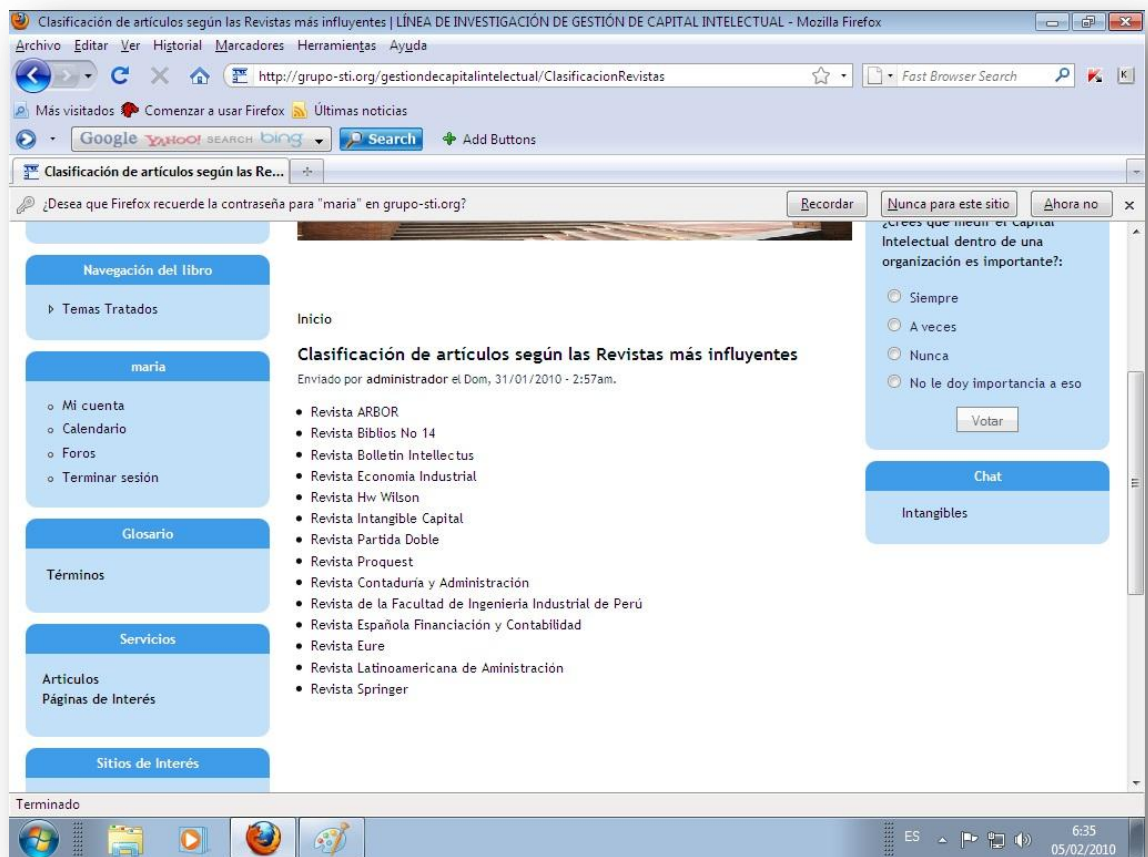 Clasificación de artículos según las Revistas más influyentes | LÍNEA DE INVESTIGACIÓN DE GESTIÓN DE CAPITAL INTELECTUAL - Mozilla Firefox
Archivo Editar Ver Historial Marcadores Herramientas Ayuda
http://grupo-sti.org/gestiondecapitalintelectual/ClasificacionRevistas
Fast Browser Search
K
Más visitados Comenzar a usar Firefox Últimas noticias
Google YAHOO! SEARCH bing Search Add Buttons
Clasificación de artículos según las Re...
¿Desea que Firefox recuerde la contraseña para "maria" en grupo-sti.org? Recordar Nunca para este sitio Ahora no
Navegación del libro
Temas Tratados
maria
Mi cuenta
Calendario
Foros
Terminar sesión
Glosario
Términos
Servicios
Articulos
Páginas de Interés
Sitios de Interés
Inicio
Clasificación de artículos según las Revistas más influyentes
Enviado por administrador el Dom, 31/01/2010 - 2:57am.
Revista ARBOR
Revista Biblios No 14
Revista Bolletin Intellectus
Revista Economia Industrial
Revista Hw Wilson
Revista Intangible Capital
Revista Partida Doble
Revista Proquest
Revista Contaduría y Administración
Revista de la Facultad de Ingenieria Industrial de Perú
Revista Española Financiación y Contabilidad
Revista Eure
Revista Latinoamericana de Aministración
Revista Springer
¿Crees que medir el Capital
Intelectual dentro de una
organización es importante?:
Siempre
A veces
Nunca
No le doy importancia a eso
Votar
Chat
Intangibles
Terminado
ES
6:35
05/02/2010